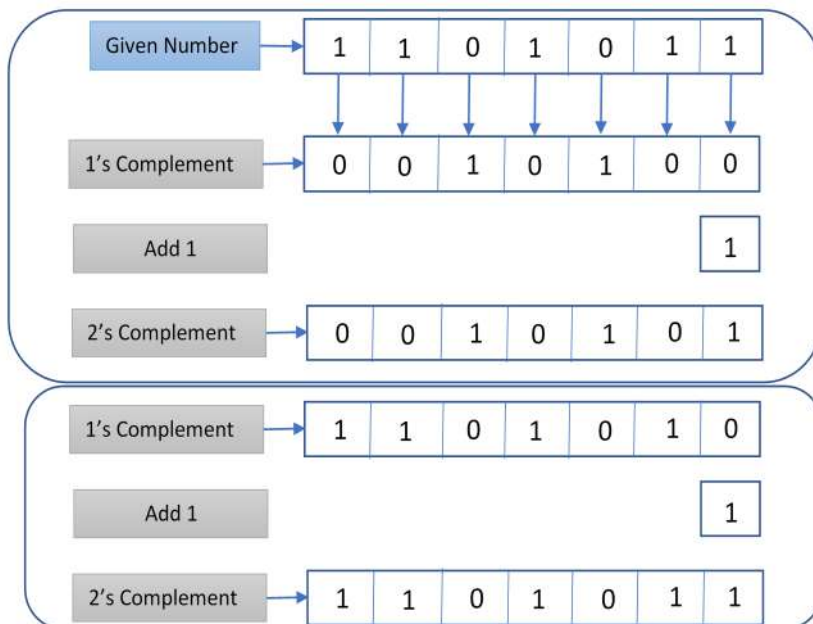 Given Number 1 1 0 1 0 1 1
1's Complement 0 0 1 0 1 0 0
Add 1 1
2's Complement 0 0 1 0 1 0 1
1's Complement 1 1 0 1 0 1 0
Add 1 1
2's Complement 1 1 0 1 0 1 1